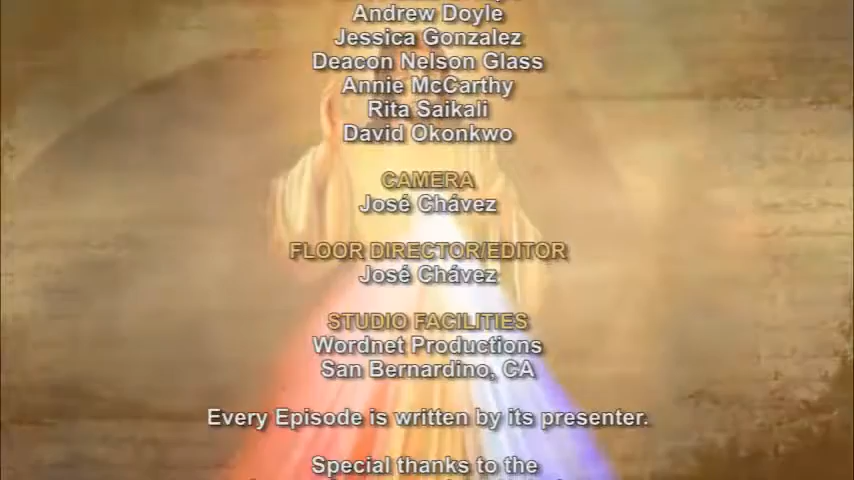 Andrew Doyle
Jessica Gonzalez
Deacon Nelson Glass
Annie McCarthy
Rita Saikali
David Okonkwo
CAMERA
José Chávez
FLOOR DIRECTOR/EDITOR
José Chávez
STUDIO FACILITIES
Wordnet Productions
San Bernardino, CA
Every Episode is written by its presenter.
Special thanks to the